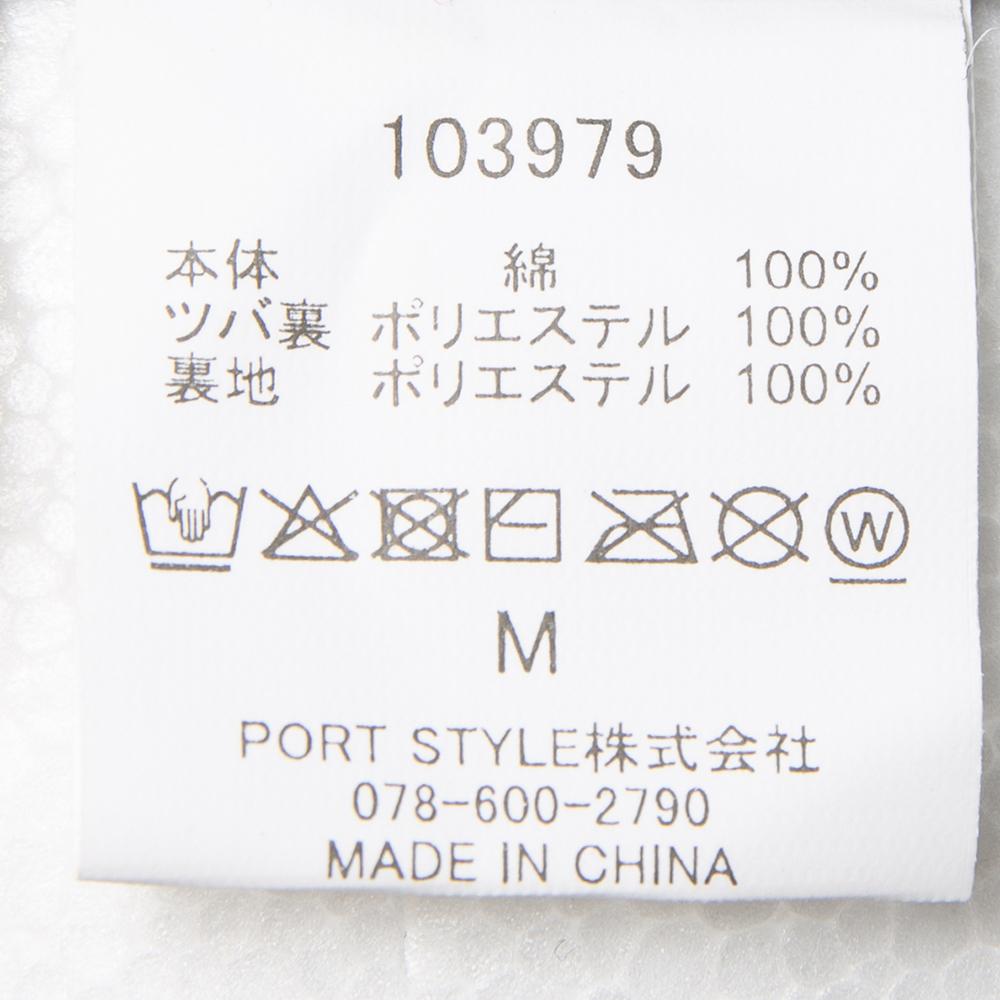 103979
本体 綿 100%
ツバ裏 ポリエステル 100%
裏地 ポリエステル 100%
W
M
PORT STYLE株式会社
078-600-2790
MADE IN CHINA